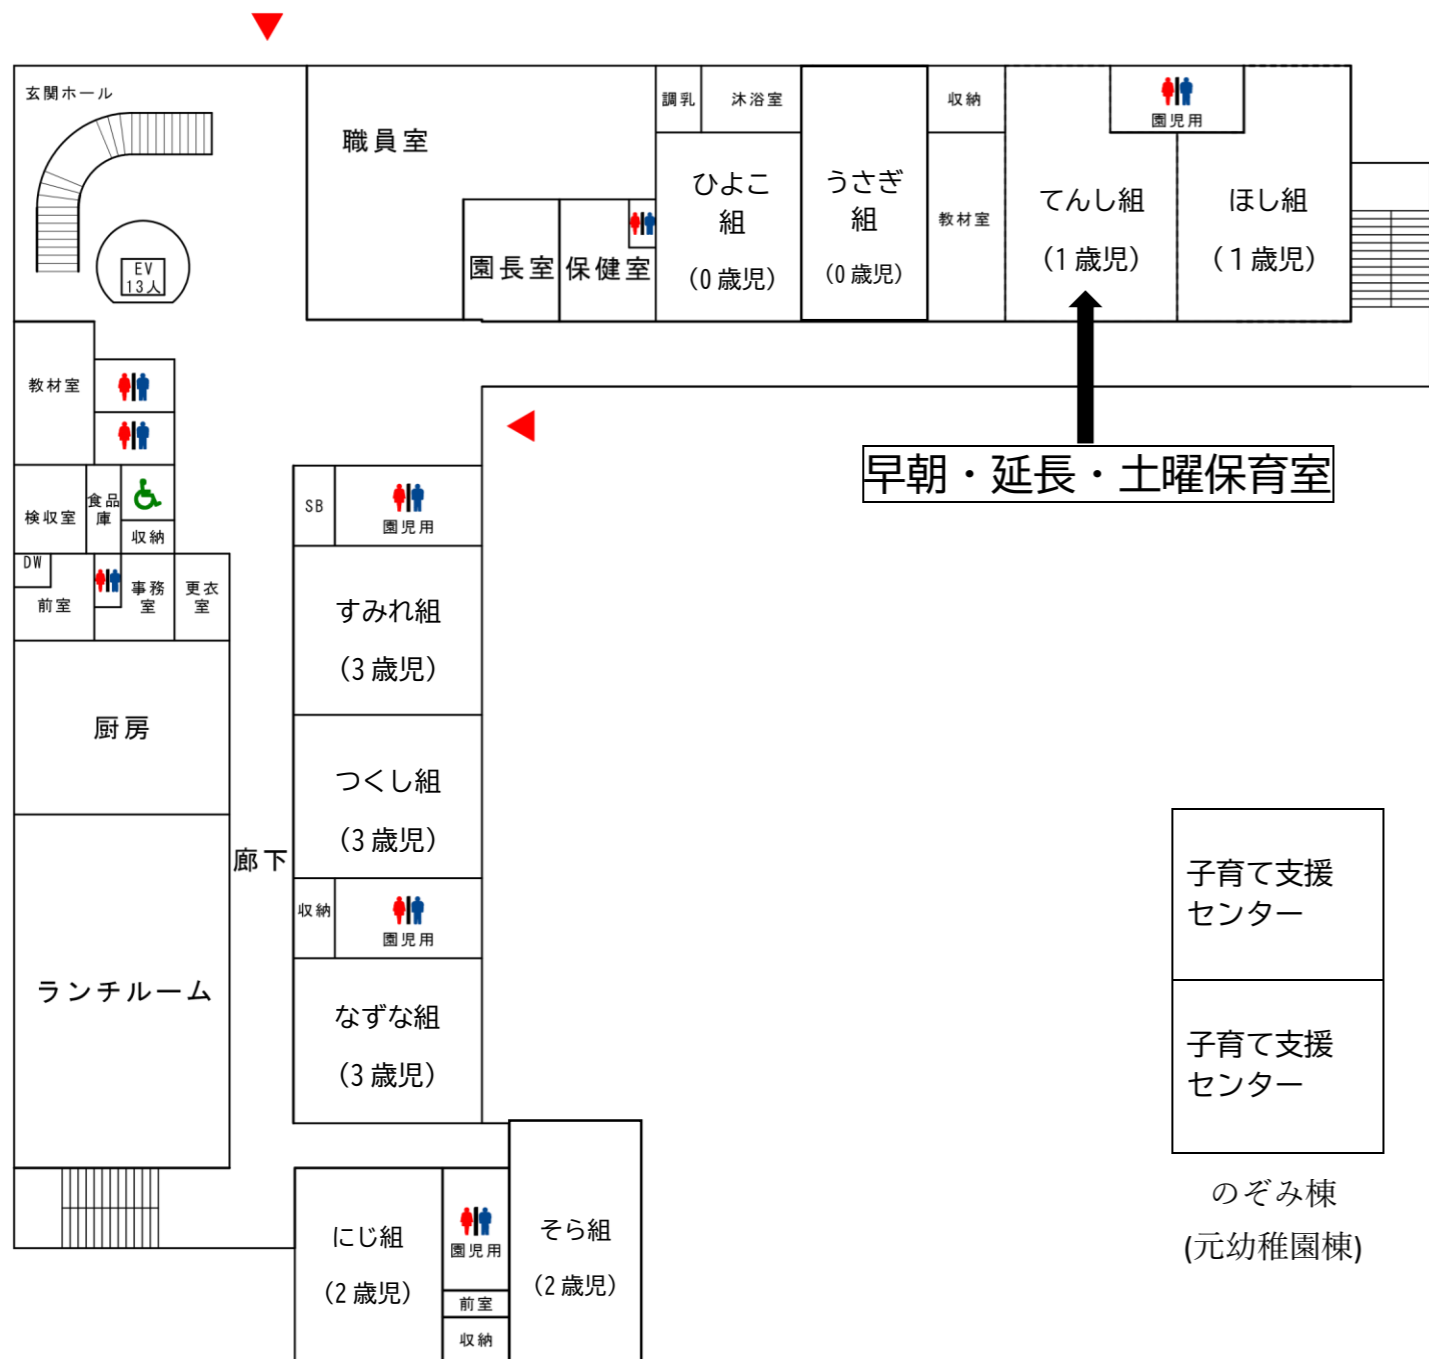 玄関ホール
EV
13人
職員室
園長室
保健室
調乳
沐浴室
ひよこ
組
（0歳児）
うさぎ
組
（0歳児）
収納
教材室
てんし組
（1歳児）
園児用
ほし組
（１歳児）
早朝・延長・土曜保育室
教材室
検収室
食品
庫
収納
DW
前室
事務
室
更衣
室
厨房
ランチルーム
廊下
SB
園児用
すみれ組
（3歳児）
つくし組
（3歳児）
収納
園児用
なずな組
（3歳児）
にじ組
（2歳児）
園児用
前室
収納
そら組
（2歳児）
子育て支援
センター
子育て支援
センター
のぞみ棟
(元幼稚園棟)